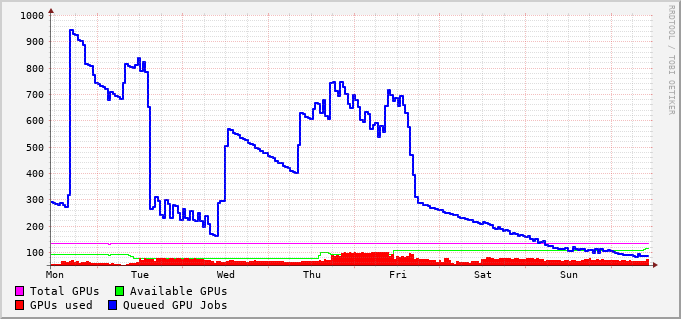 1000
900
800
700
600
500
400
300
200
100
Mon Tue Wed Thu Fri Sat Sun
RRDTOOL / TOBI OETIKER
Total GPUs Available GPUs
GPUs used Queued GPU Jobs